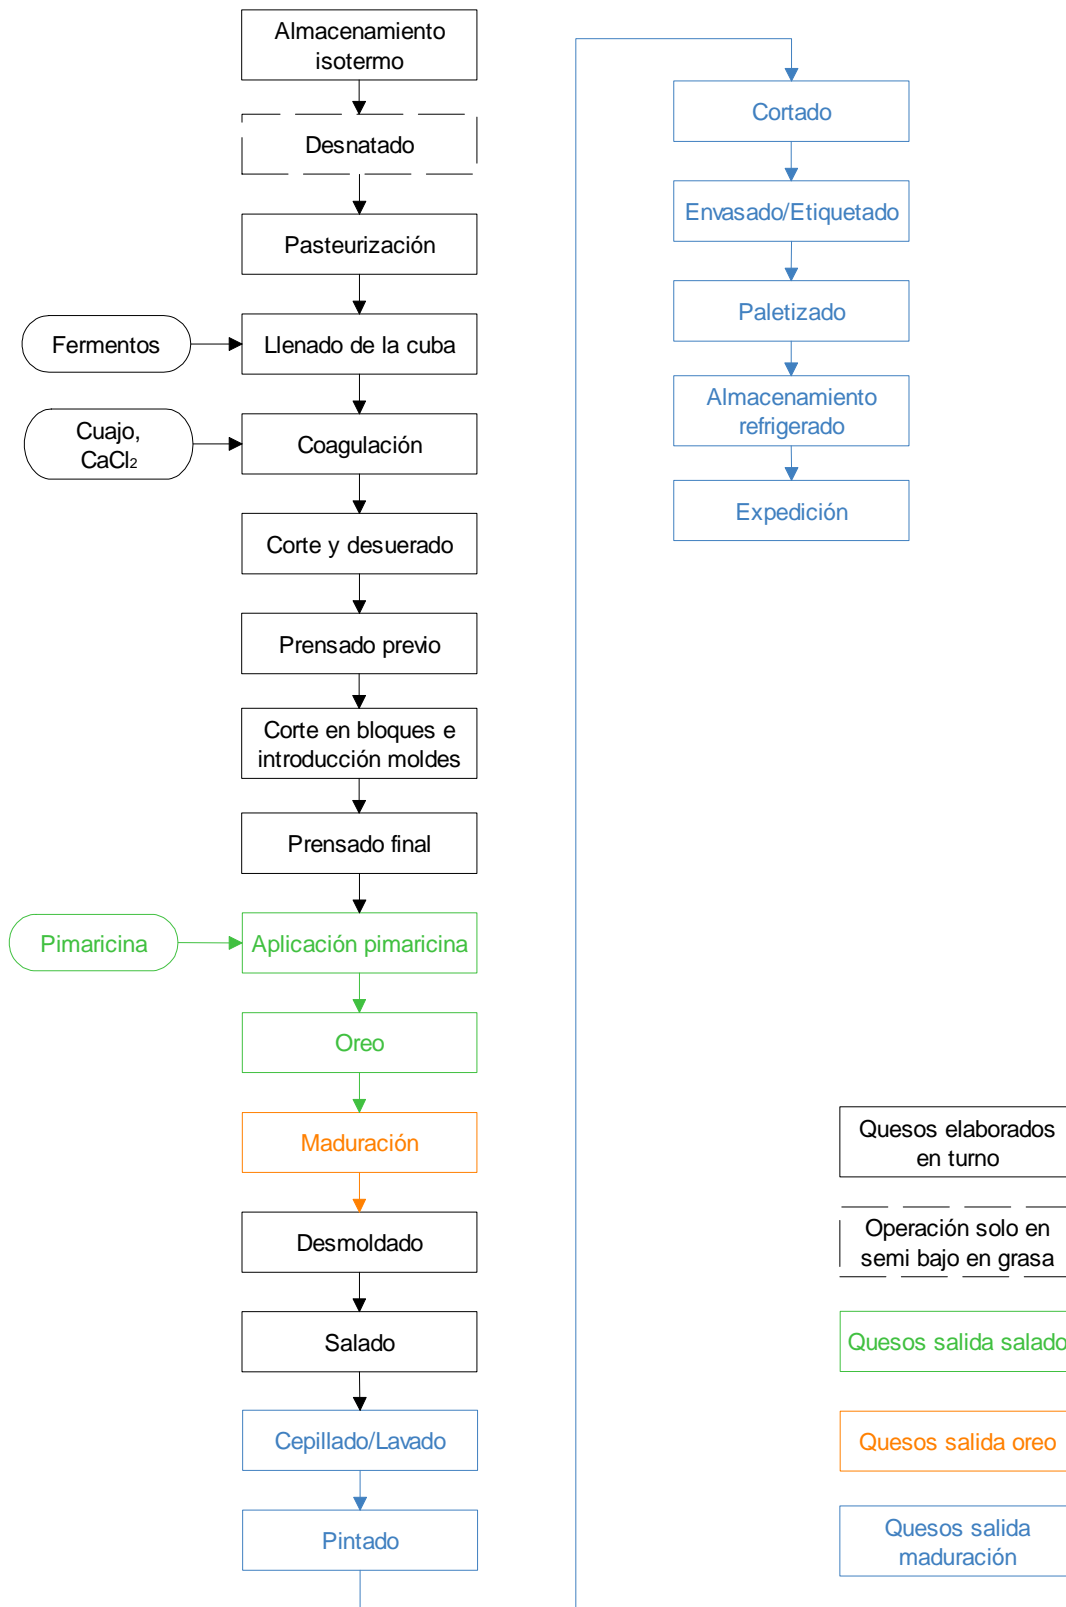 Almacenamiento
isotermo
Desnatado
Pasteurización
Fermentos
Llenado de la cuba
Cuajo,
CaCl₂
Coagulación
Corte y desuerado
Prensado previo
Corte en bloques e
introducción moldes
Prensado final
Pimaricina
Aplicación pimaricina
Oreo
Maduración
Desmoldado
Salado
Cepillado/Lavado
Pintado
Cortado
Envasado/Etiquetado
Paletizado
Almacenamiento
refrigerado
Expedición
Quesos elaborados
en turno
Operación solo en
semi bajo en grasa
Quesos salida salado
Quesos salida oreo
Quesos salida
maduración